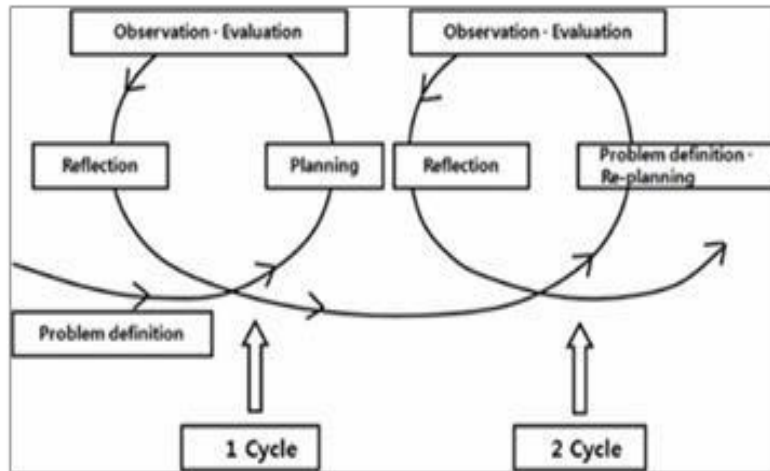 Observation · Evaluation
Observation · Evaluation
Reflection
Planning
Reflection
Problem definition ·
Re-planning
Problem definition
1 Cycle
2 Cycle